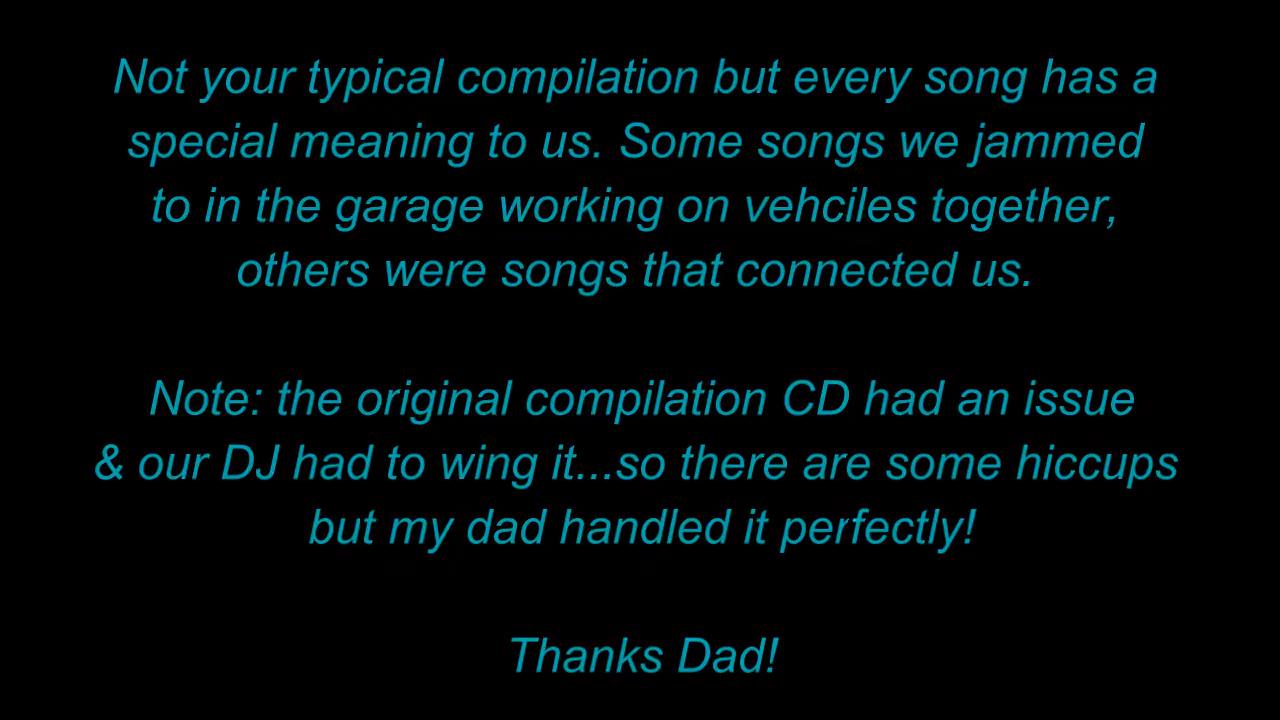 Not your typical compilation but every song has a
special meaning to us. Some songs we jammed
to in the garage working on vehciles together,
others were songs that connected us.
Note: the original compilation CD had an issue
& our DJ had to wing it...so there are some hiccups
but my dad handled it perfectly!
Thanks Dad!